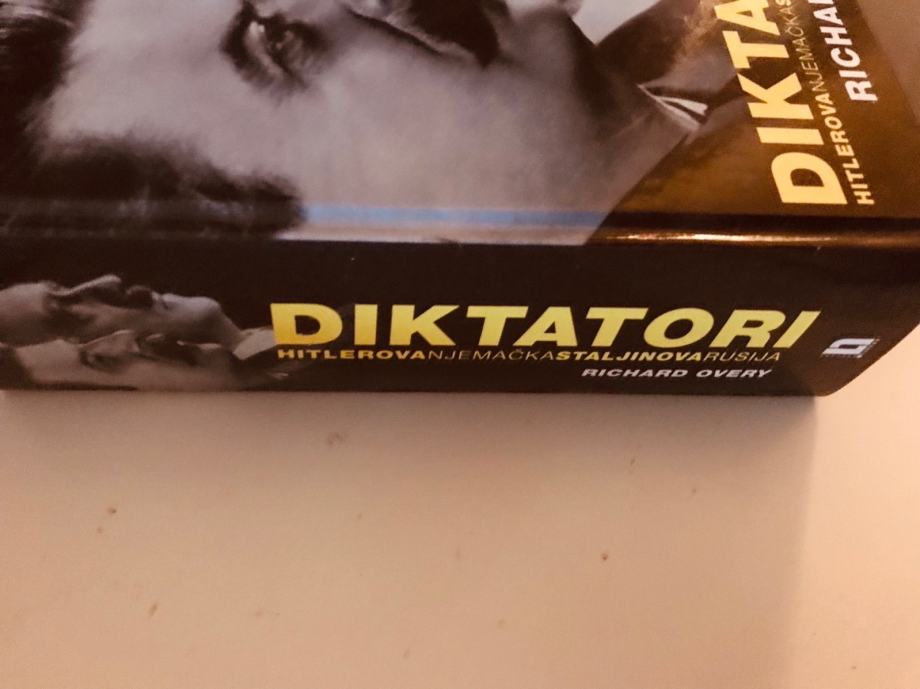 DIKTATORI
HITLEROVANJEMAČKASTALJINOVARUSIJA
RICHARD OVERY
DIKTA
HITLEROVANJEMAČKAS
RICHA